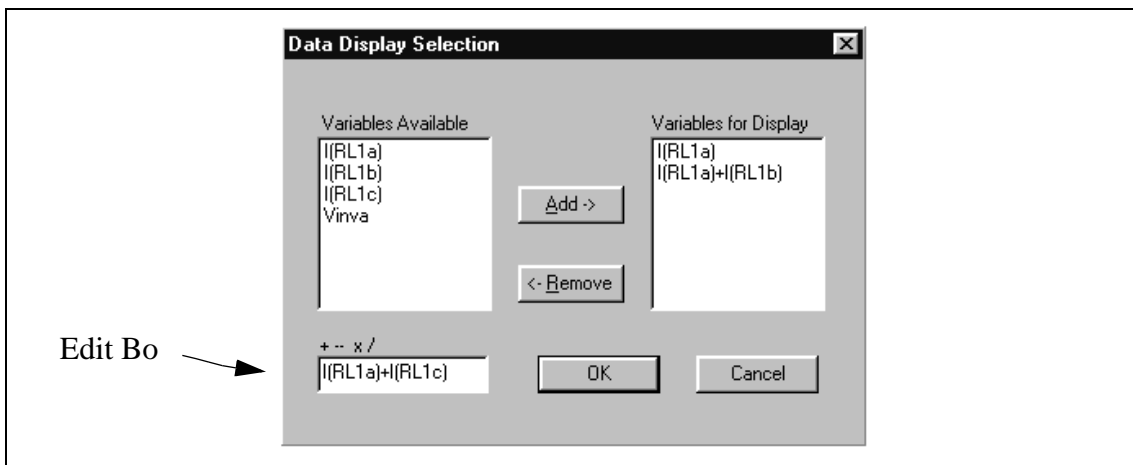 Data Display Selection
Variables Available
I(RL1a)
I(RL1b)
I(RL1c)
Vinva
Add ->
<- Remove
Variables for Display
I(RL1a)
I(RL1a)+I(RL1b)
Edit Bo
+ -- x /
I(RL1a)+I(RL1c)
OK
Cancel